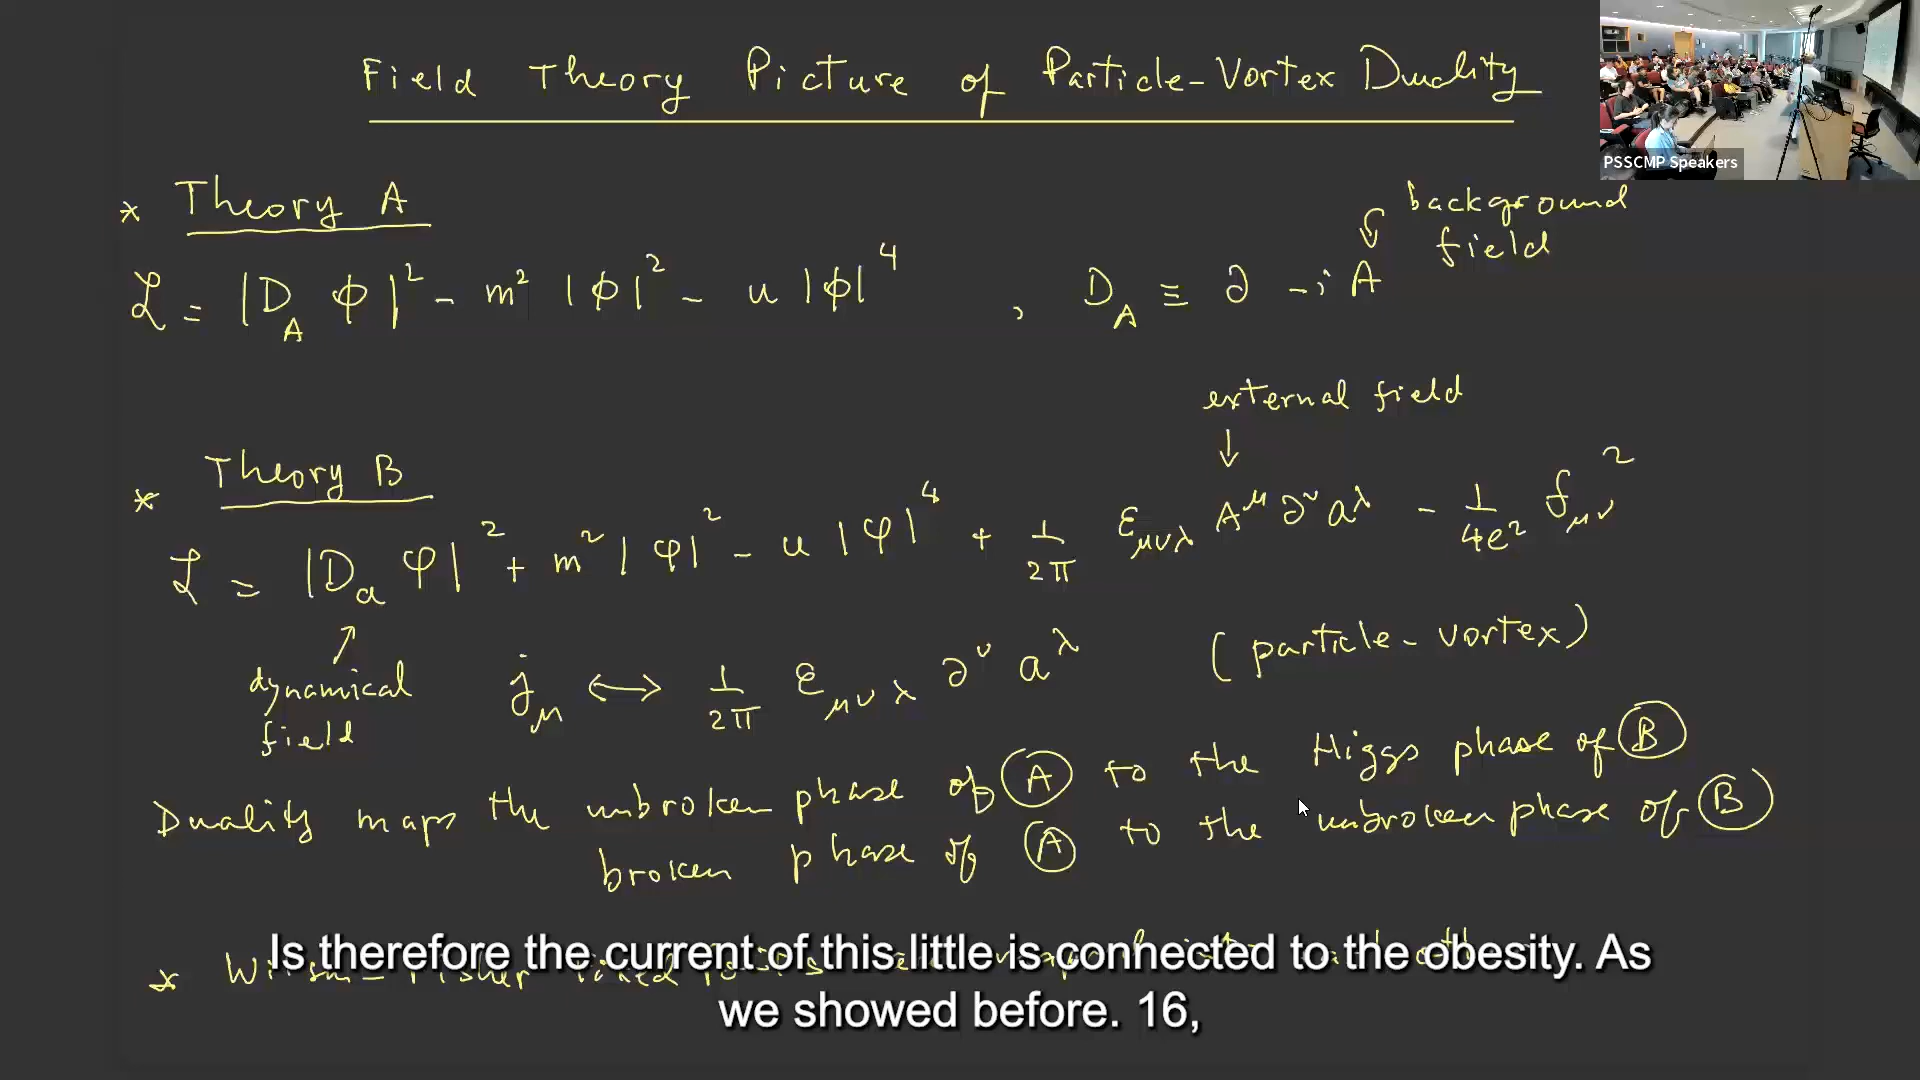 Field Theory Picture of Particle-Vortex Duality
PSSCMP Speakers
* Theory A
background
field
ℒ = |D_A ϕ|² - m² |ϕ|² - u |ϕ|⁴ , D_A ≡ ∂ - i A
external field
* Theory B
ℒ = |D_a φ|² + m² |φ|² - u |φ|⁴ + 1/2π ε_μνλ A^μ ∂^ν a^λ - 1/4e² f_μν²
dynamical
field
j_μ ↔ 1/2π ε_μνλ ∂^ν a^λ (particle-vortex)
Duality maps the unbroken phase of Ⓐ to the Higgs phase of Ⓑ
broken phase of Ⓐ to the unbroken phase of Ⓑ
* Wilson-Fisher fixed
Is therefore the current of this little is connected to the obesity. As
we showed before. 16,